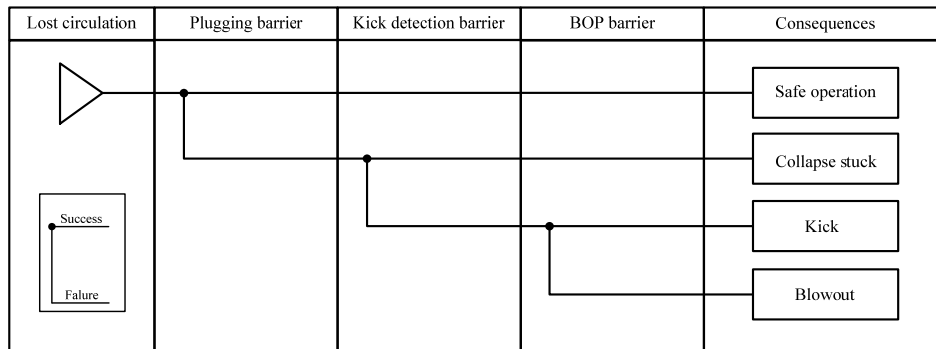 Lost circulation
Plugging barrier
Kick detection barrier
BOP barrier
Consequences
Safe operation
Collapse stuck
Success
Kick
Falure
Blowout